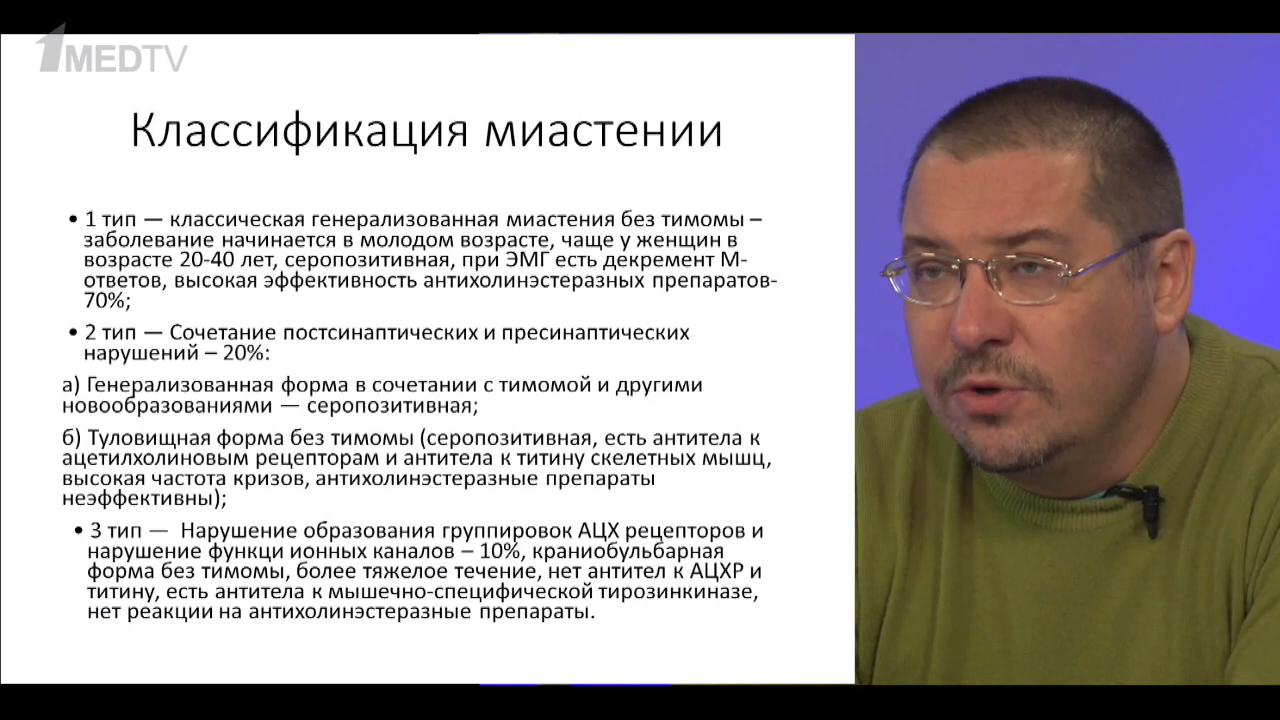 1MEDTV
Классификация миастении
• 1 тип — классическая генерализованная миастения без тимомы –
заболевание начинается в молодом возрасте, чаще у женщин в
возрасте 20-40 лет, серопозитивная, при ЭМГ есть декремент М-
ответов, высокая эффективность антихолинэстеразных препаратов-
70%;
• 2 тип — Сочетание постсинаптических и пресинаптических
нарушений – 20%:
а) Генерализованная форма в сочетании с тимомой и другими
новообразованиями — серопозитивная;
б) Туловищная форма без тимомы (серопозитивная, есть антитела к
ацетилхолиновым рецепторам и антитела к титину скелетных мышц,
высокая частота кризов, антихолинэстеразные препараты
неэффективны);
• 3 тип — Нарушение образования группировок АЦХ рецепторов и
нарушение функци ионных каналов – 10%, краниобульбарная
форма без тимомы, более тяжелое течение, нет антител к АЦХР и
титину, есть антитела к мышечно-специфической тирозинкиназе,
нет реакции на антихолинэстеразные препараты.